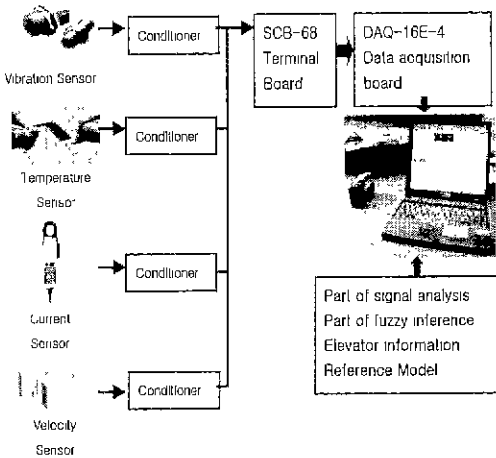 Vibration Sensor
Conditioner
Temperature
Sensor
Conditioner
Current
Sensor
Conditioner
Velocity
Sensor
Conditioner
SCB-68
Terminal
Board
DAQ-16E-4
Data acquisition
board
Part of signal analysis
Part of fuzzy inference
Elevator information
Reference Model